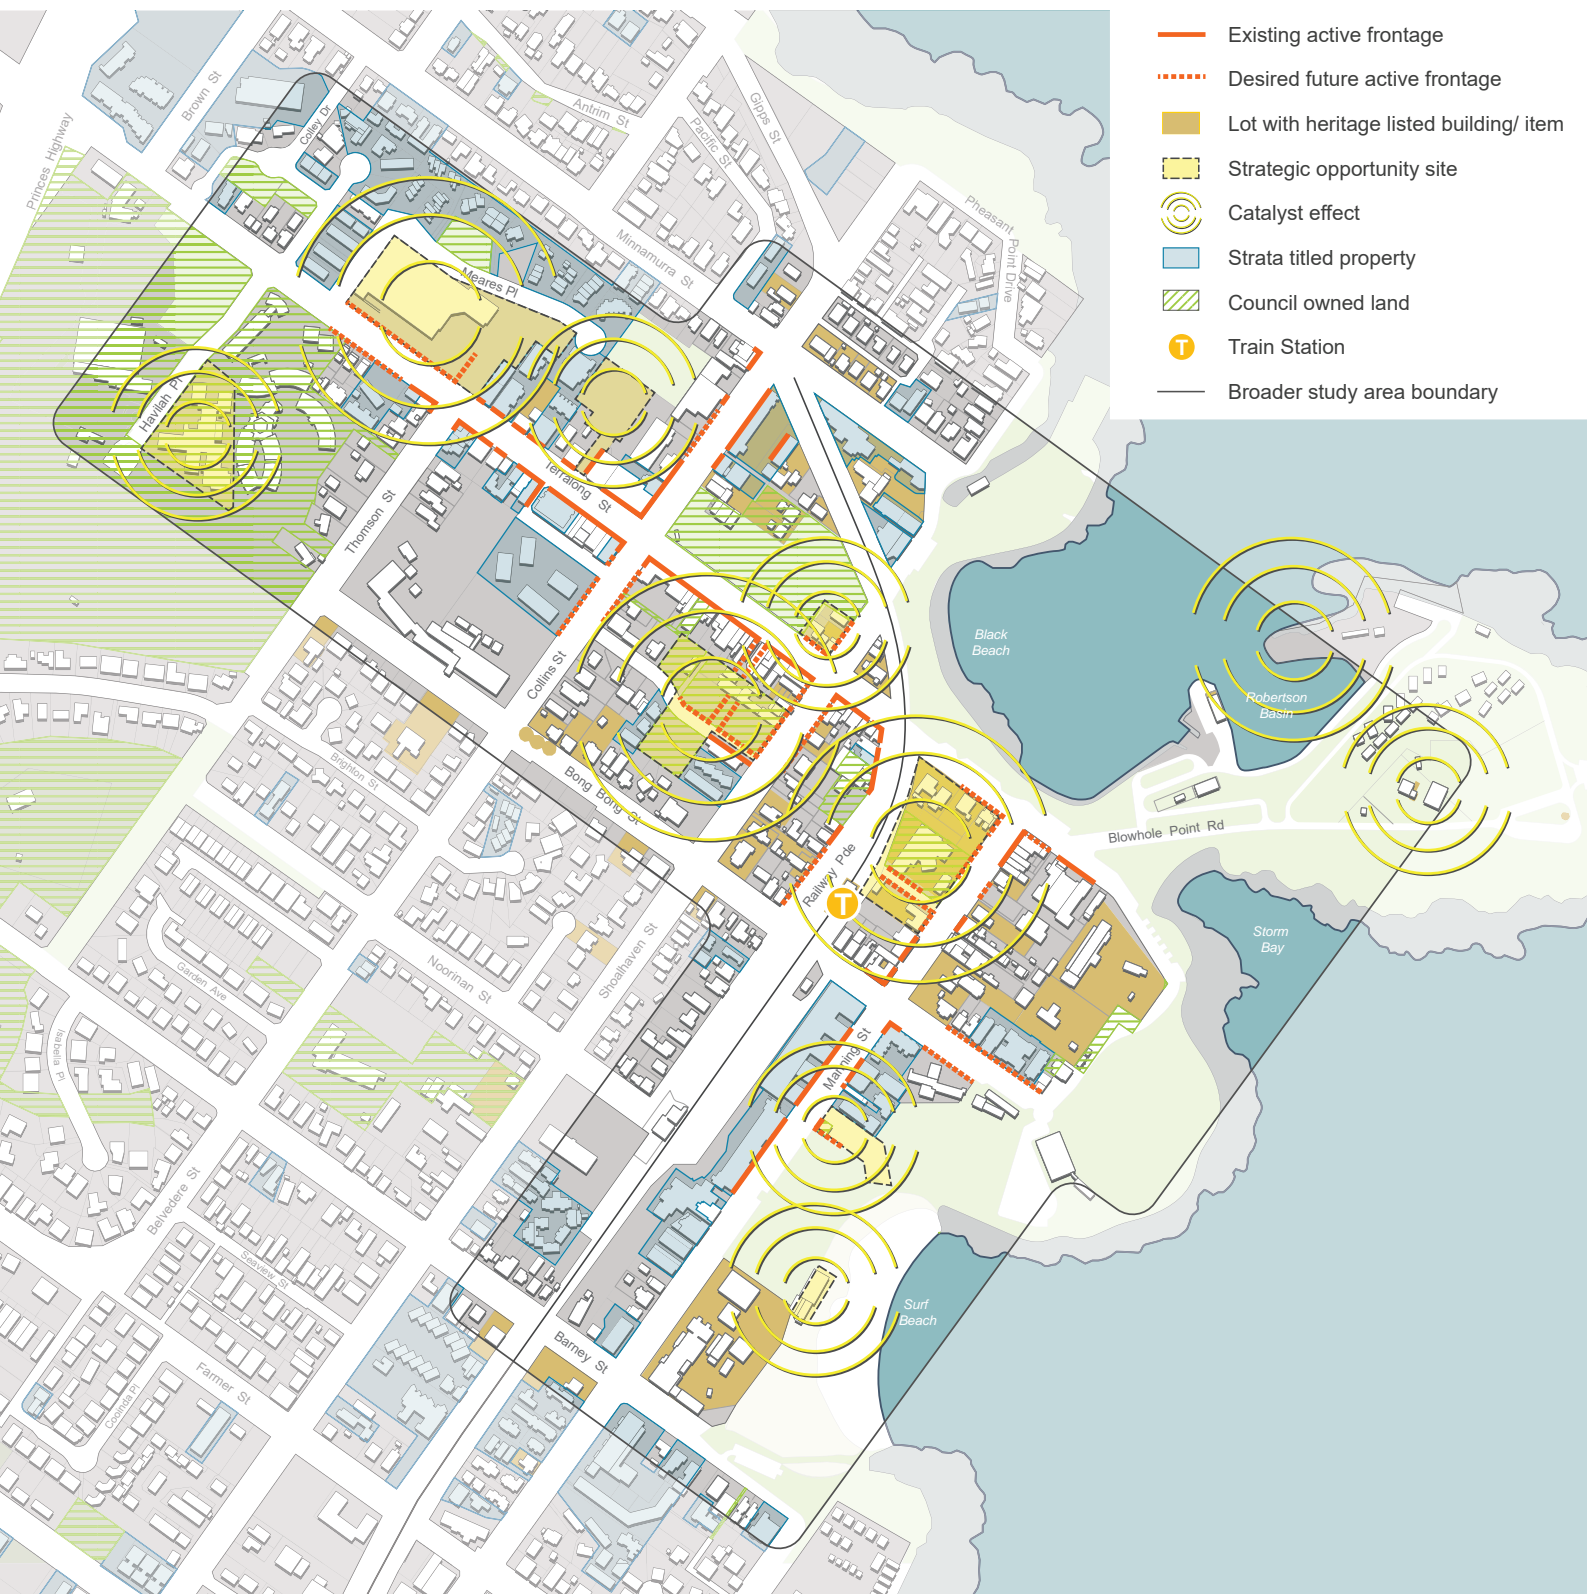 Existing active frontage
Desired future active frontage
Lot with heritage listed building/ item
Strategic opportunity site
Catalyst effect
Strata titled property
Council owned land
T
Train Station
Broader study area boundary
Princes Highway
Brown St
Colley Dr
Antrim St
Gipps St
Pacific St
Minnamurra St
Pheasant
Point Drive
Meares Pl
Havilah Pl
Terralong St
Thomson St
Collins St
Black
Beach
Robertson
Basin
Brighton St
Bong Bong St
Railway Pde
Blowhole Point Rd
T
Storm
Bay
Garden Ave
Noorinan St
Shoalhaven St
Isabella Pl
Manning St
Belvedere St
Seaview St
Surf
Beach
Barney St
Farmer St
Cooinda Pl